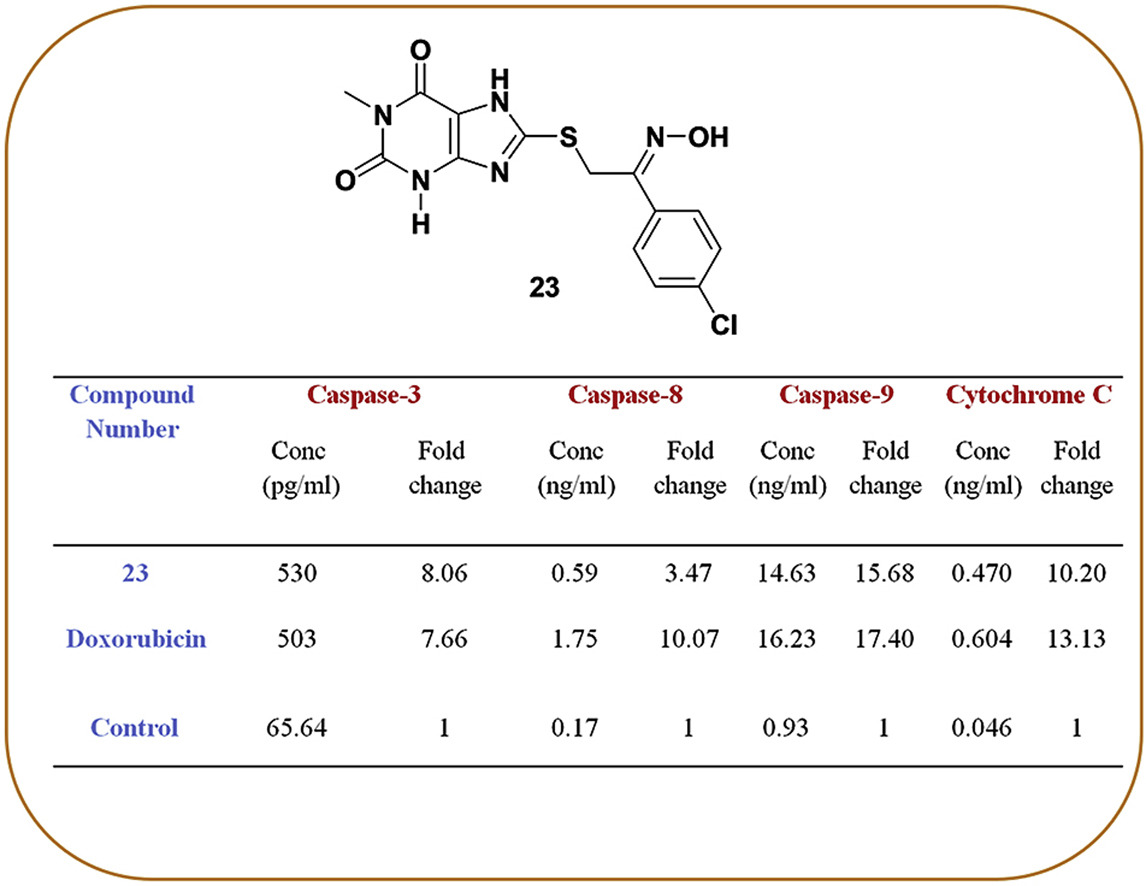 O
H
N
N
S
N
OH
O
N
N
H
23
Cl
Compound Number Caspase-3 Caspase-8 Caspase-9 Cytochrome C
Conc Fold Conc Fold Conc Fold Conc Fold
(pg/ml) change (ng/ml) change (ng/ml) change (ng/ml) change
23 530 8.06 0.59 3.47 14.63 15.68 0.470 10.20
Doxorubicin 503 7.66 1.75 10.07 16.23 17.40 0.604 13.13
Control 65.64 1 0.17 1 0.93 1 0.046 1